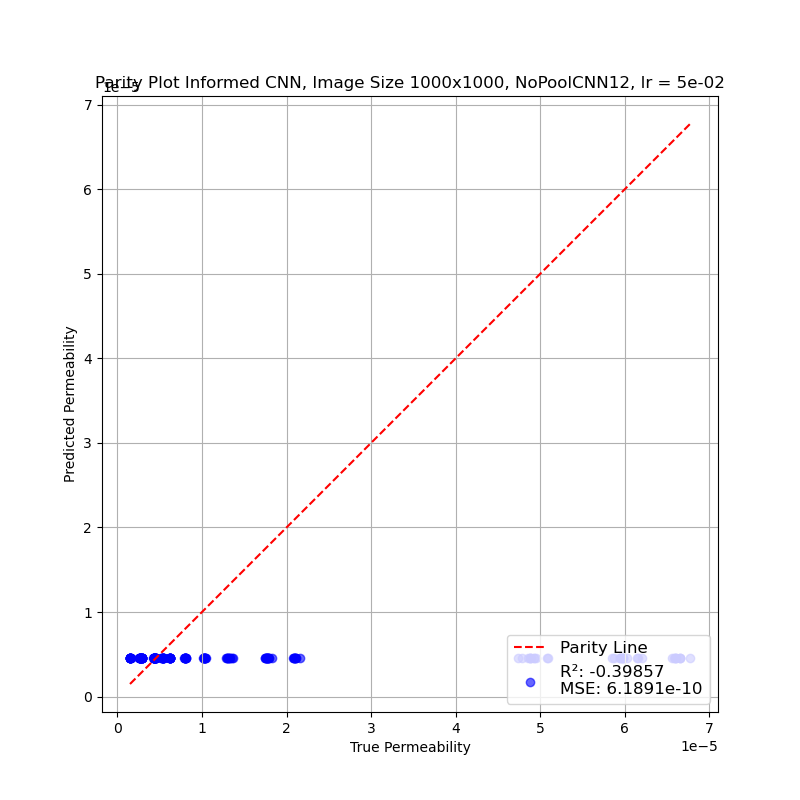 Parity Plot Informed CNN, Image Size 1000x1000, NoPoolCNN12, lr = 5e-02
1e−5
7
6
5
4
3
2
1
0
Predicted Permeability
Parity Line
R²: -0.39857
MSE: 6.1891e-10
0 1 2 3 4 5 6 7
True Permeability
1e−5